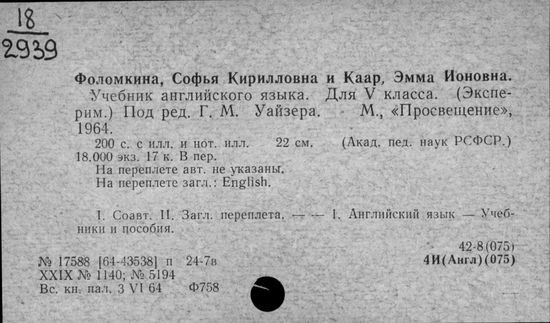 18
2939
Фоломкина, Софья Кирилловна и Каар, Эмма Ионовна.
Учебник английского языка. Для V класса. (Экспе-
рим.) Под ред. Г. М. Уайзера. М., «Просвещение»,
1964.
200 с. с илл. и нот. илл. 22 см. (Акад. пед. наук РСФСР.)
18.000 экз. 17 к. В пер.
На переплете авт. не указаны.
На переплете загл.: English.
I. Соавт. II. Загл. переплета. — — 1. Английский язык — Учеб-
ники и пособия.
42-8(075)
№ 17588 [64-43538] п 24-7в 4И(Англ)(075)
XXIX № 1140; № 5194
Вс. кн. пал. 3 VI 64 Ф758